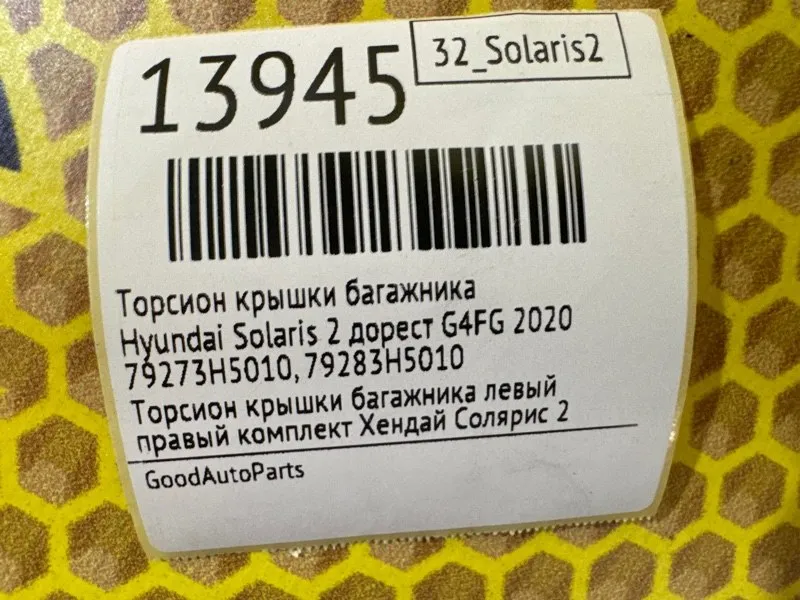 13945
32_Solaris2
Торсион крышки багажника
Hyundai Solaris 2 дорест G4FG 2020
79273H5010, 79283H5010
Торсион крышки багажника левый
правый комплект Хендай Солярис 2
GoodAutoParts